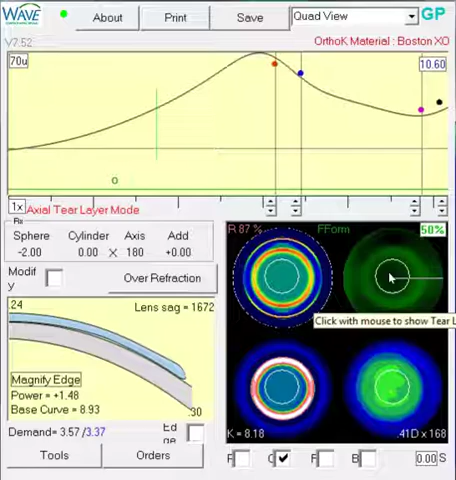 WAVE
About
Print
Save
Quad View
GP
V7.52
OrthoK Material : Boston XO
70u
10.60
O
1x
Axial Tear Layer Mode
Rx
Sphere
Cylinder
Axis
Add
-2.00
0.00
X
180
+0.00
Modif
y
Over Refraction
R 87 %
FForm
50%
Click with mouse to show Tear L
.24
Lens sag = 1672
Magnify Edge
Power = +1.48
Base Curve = 8.93
.30
K = 8.18
.41D x 168
Demand= 3.57 /3.37
Ed
ge
Tools
Orders
B
0.00
S